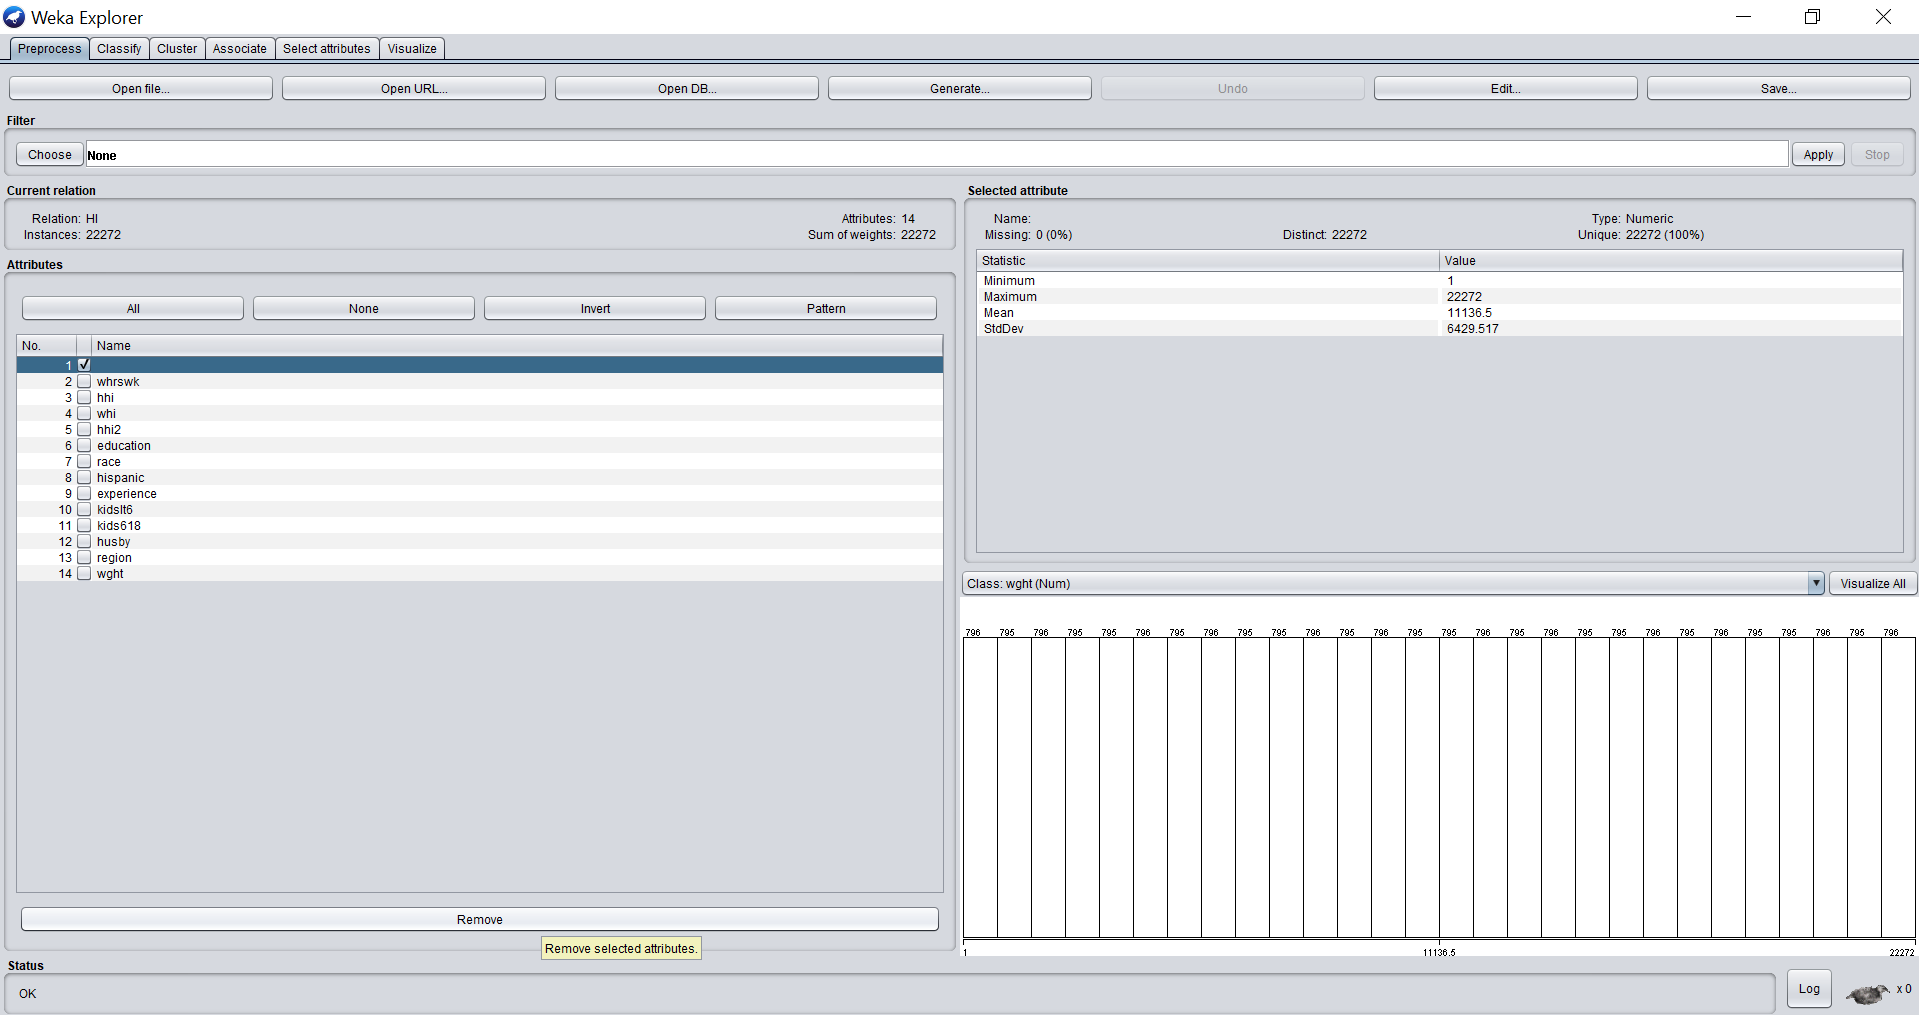 Weka Explorer
Preprocess Classify Cluster Associate Select attributes Visualize
Open file... Open URL... Open DB... Generate... Undo Edit... Save...
Filter
Choose None Apply Stop
Current relation
Relation: HI Attributes: 14
Instances: 22272 Sum of weights: 22272
Attributes
All None Invert Pattern
No. Name
1
2 whrswk
3 hhi
4 whi
5 hhi2
6 education
7 race
8 hispanic
9 experience
10 kidslt6
11 kids618
12 husby
13 region
14 wght
Remove
Remove selected attributes.
Selected attribute
Name: Type: Numeric
Missing: 0 (0%) Distinct: 22272 Unique: 22272 (100%)
Statistic Value
Minimum 1
Maximum 22272
Mean 11136.5
StdDev 6429.517
Class: wght (Num) Visualize All
796 795 796 795 795 796 795 796 795 795 796 795 796 795 795 796 795 796 795 795 796 795 796 795 795 796 795 796
1 11136.5 22272
Status
OK Log x 0